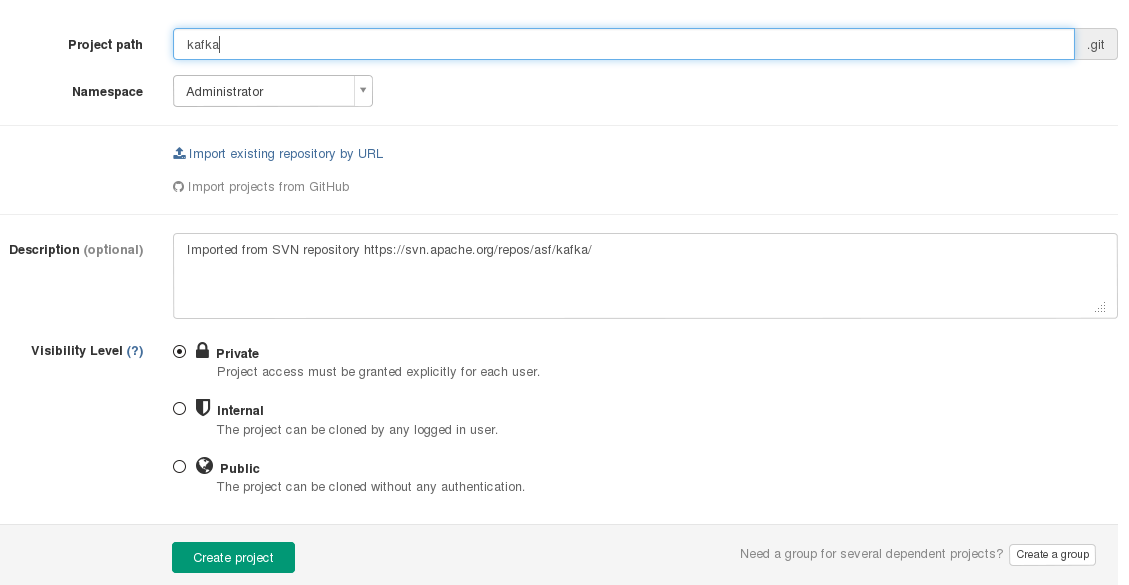 Project path kafka .git
Namespace Administrator
Import existing repository by URL
Import projects from GitHub
Description (optional) Imported from SVN repository https://svn.apache.org/repos/asf/kafka/
Visibility Level (?) Private
Project access must be granted explicitly for each user.
Internal
The project can be cloned by any logged in user.
Public
The project can be cloned without any authentication.
Create project Need a group for several dependent projects? Create a group